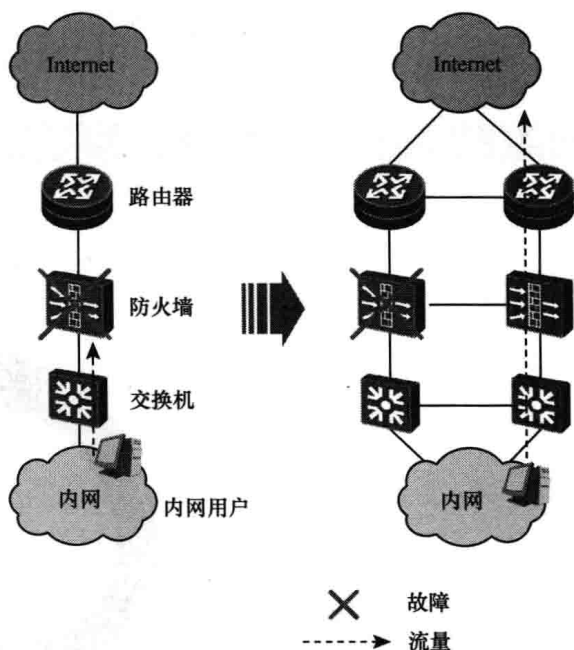 Internet
Internet
路由器
防火墙
交换机
内网
内网用户
内网
故障
流量